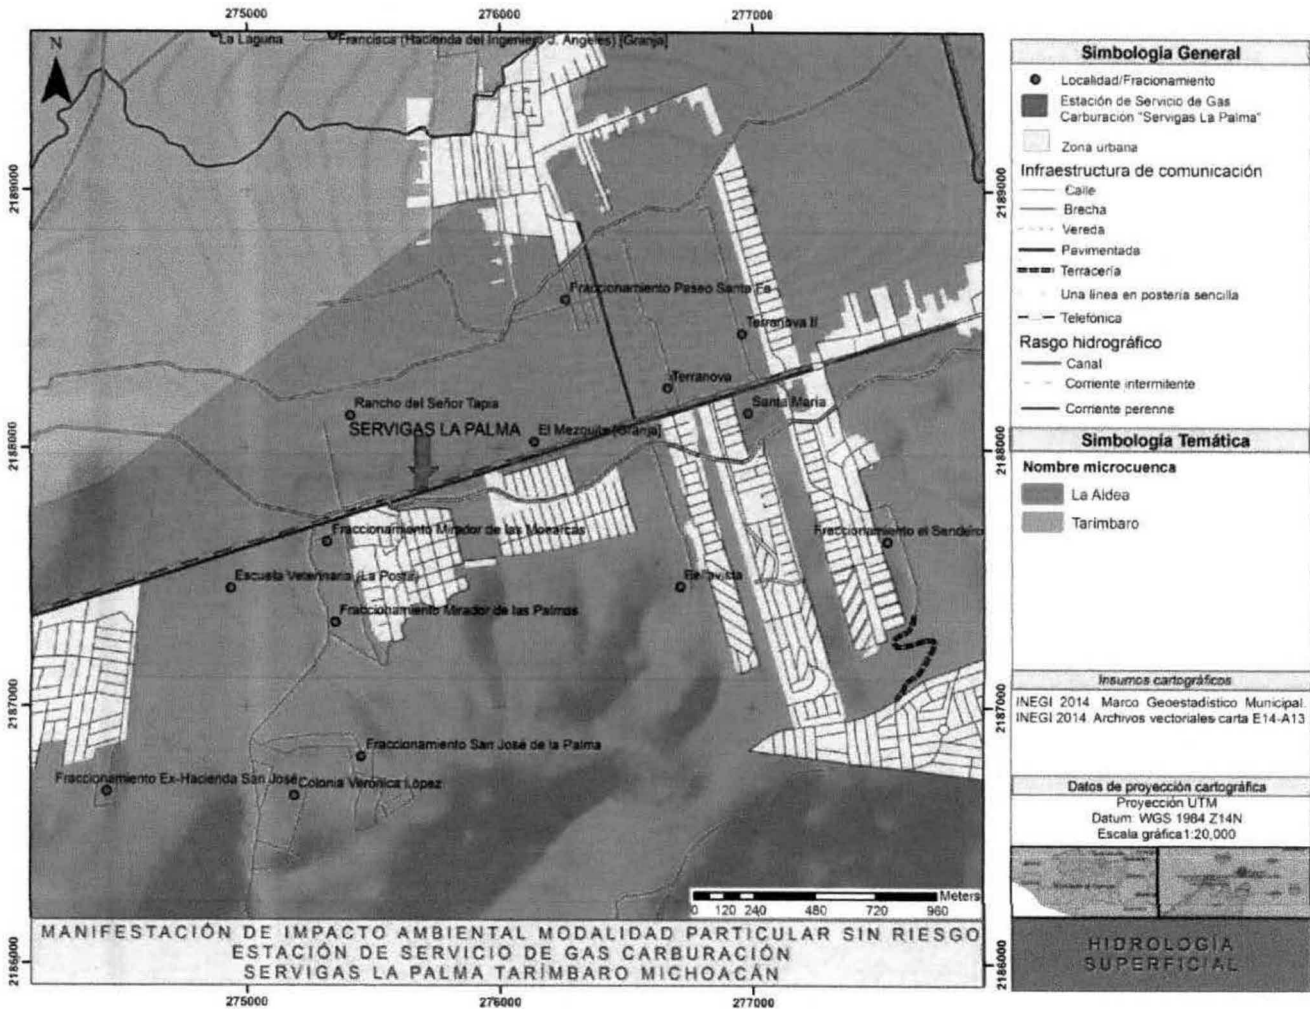 275000
276000
277000
N
La Laguna
Francisca (Hacienda del Ingeniero J. Angeles) [Granja]
2189000
2189000
Fraccionamiento Paseo Santa Fe
Terranova II
Terranova
Rancho del Señor Tapia
Santa María
SERVIGAS LA PALMA
El Mezquite [Granja]
2188000
2188000
Fraccionamiento Mirador de las Monarcas
Fraccionamiento el Sendero
Escuela Veterinaria (La Posta)
Bellavista
Fraccionamiento Mirador de las Palmas
2187000
2187000
Fraccionamiento San José de la Palma
Fraccionamiento Ex-Hacienda San José
Colonia Verónica López
Meters
0 120 240 480 720 960
MANIFESTACIÓN DE IMPACTO AMBIENTAL MODALIDAD PARTICULAR SIN RIESGO
ESTACIÓN DE SERVICIO DE GAS CARBURACIÓN
SERVIGAS LA PALMA TARÍMBARO MICHOACÁN
2186000
2186000
275000
276000
277000
Simbología General
Localidad/Fracionamiento
Estación de Servicio de Gas
Carburación "Servigas La Palma"
Zona urbana
Infraestructura de comunicación
Calle
Brecha
Vereda
Pavimentada
Terracería
Una línea en postería sencilla
Telefónica
Rasgo hidrográfico
Canal
Corriente intermitente
Corriente perenne
Simbología Temática
Nombre microcuenca
La Aldea
Tarimbaro
Insumos cartográficos
INEGI 2014 Marco Geoestadístico Municipal.
INEGI 2014. Archivos vectoriales carta E14-A13
Datos de proyección cartográfica
Proyección UTM
Datum: WGS 1984 Z14N
Escala gráfica1:20,000
HIDROLOGÍA
SUPERFICIAL